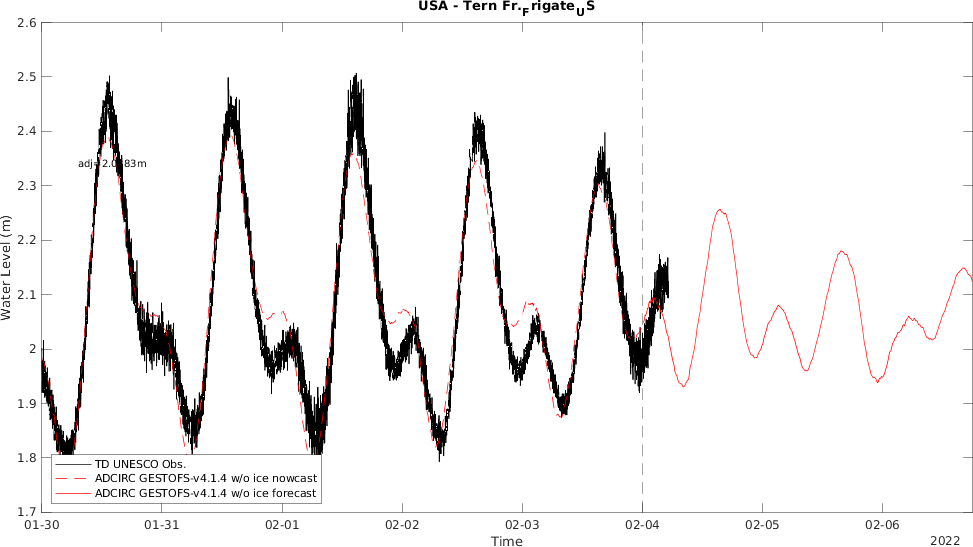 USA - Tern Fr.FrigateUS
2.6
2.5
2.4
2.3
2.2
2.1
2
1.9
1.8
1.7
Water Level (m)
TD UNESCO Obs.
ADCIRC GESTOFS-v4.1.4 w/o ice nowcast
ADCIRC GESTOFS-v4.1.4 w/o ice forecast
01-30 01-31 02-01 02-02 02-03 02-04 02-05 02-06
Time
2022